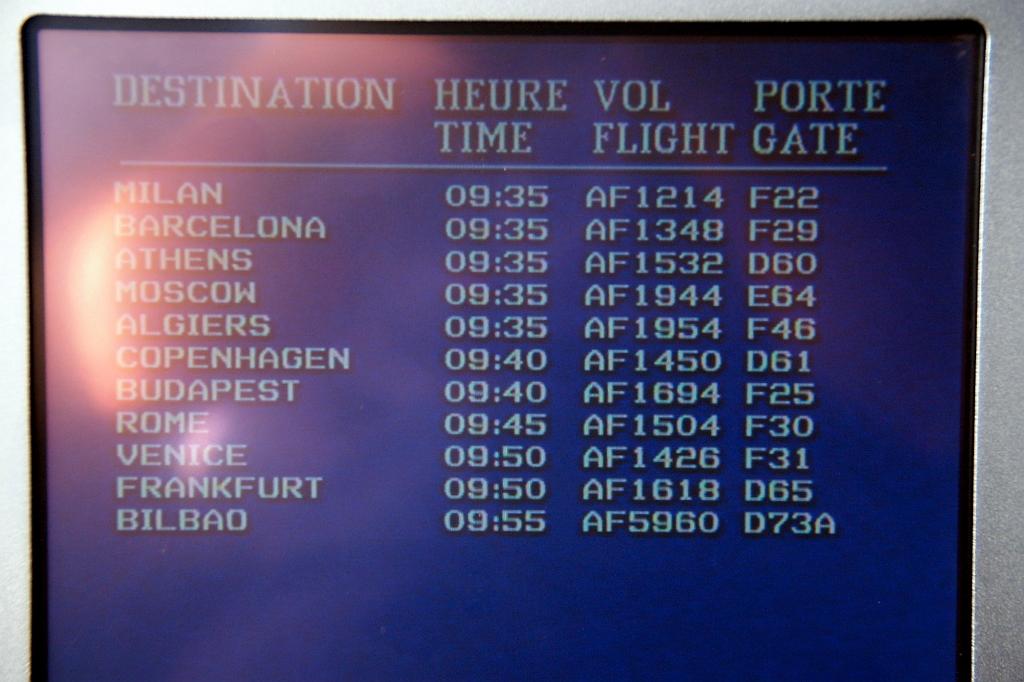 DESTINATION HEURE VOL PORTE
TIME FLIGHT GATE
MILAN 09:35 AF1214 F22
BARCELONA 09:35 AF1348 F29
ATHENS 09:35 AF1532 D60
MOSCOW 09:35 AF1944 E64
ALGIERS 09:35 AF1954 F46
COPENHAGEN 09:40 AF1450 D61
BUDAPEST 09:40 AF1694 F25
ROME 09:45 AF1504 F30
VENICE 09:50 AF1426 F31
FRANKFURT 09:50 AF1618 D65
BILBAO 09:55 AF5960 D73A